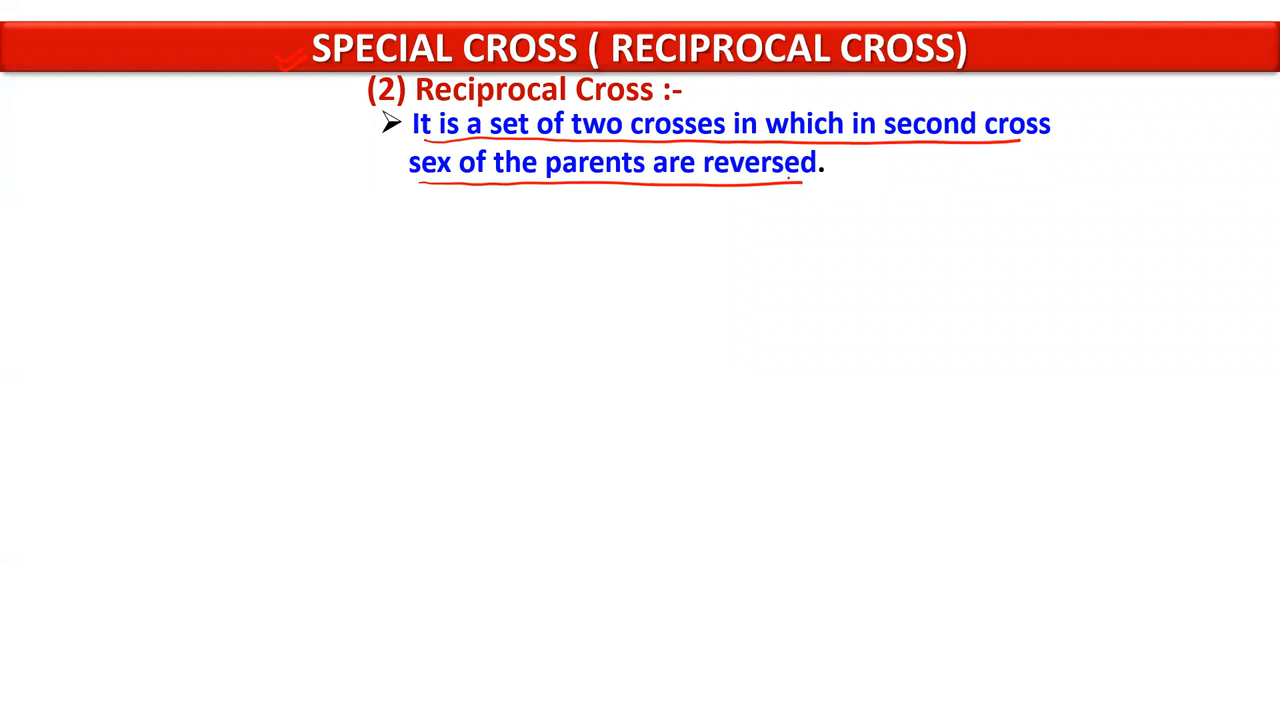 SPECIAL CROSS ( RECIPROCAL CROSS)
(2) Reciprocal Cross :-
➢ It is a set of two crosses in which in second cross
sex of the parents are reversed.